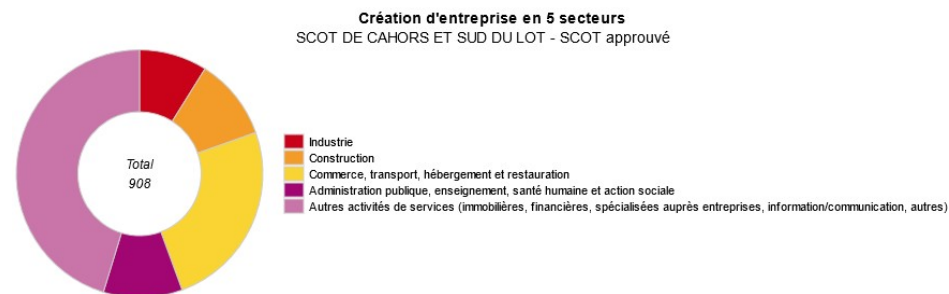 Création d'entreprise en 5 secteurs
SCOT DE CAHORS ET SUD DU LOT - SCOT approuvé
Total
908
Industrie
Construction
Commerce, transport, hébergement et restauration
Administration publique, enseignement, santé humaine et action sociale
Autres activités de services (immobilières, financières, spécialisées auprès entreprises, information/communication, autres)